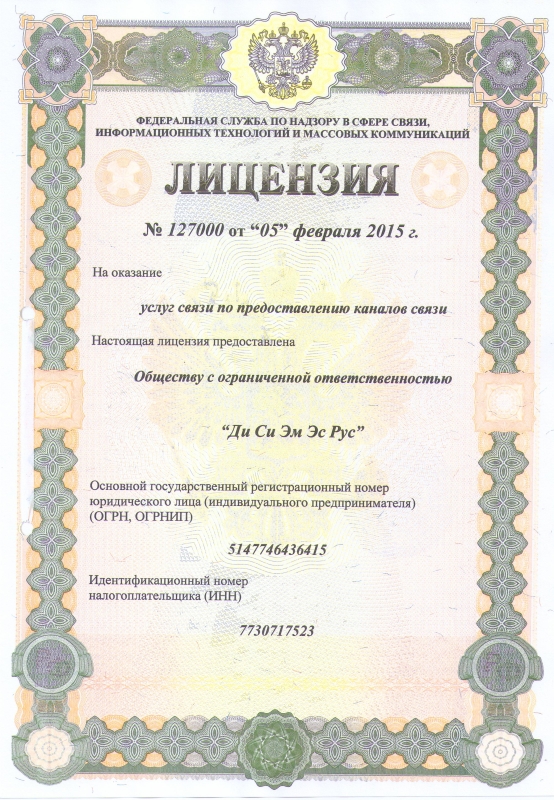 ФЕДЕРАЛЬНАЯ СЛУЖБА ПО НАДЗОРУ В СФЕРЕ СВЯЗИ,
ИНФОРМАЦИОННЫХ ТЕХНОЛОГИЙ И МАССОВЫХ КОММУНИКАЦИЙ
ЛИЦЕНЗИЯ
№ 127000 от “05” февраля 2015 г.
На оказание
услуг связи по предоставлению каналов связи
Настоящая лицензия предоставлена
Обществу с ограниченной ответственностью
“Ди Си Эм Эс Рус”
Основной государственный регистрационный номер
юридического лица (индивидуального предпринимателя)
(ОГРН, ОГРНИП)
5147746436415
Идентификационный номер
налогоплательщика (ИНН)
7730717523